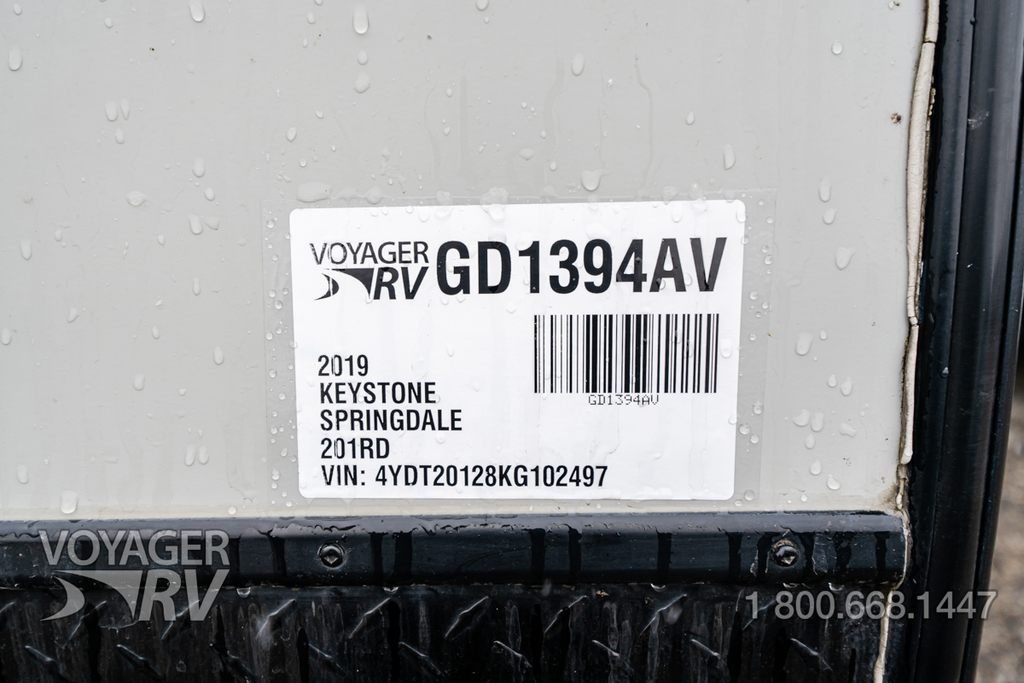 VOYAGER
RV
GD1394AV
GD1394AV
2019
KEYSTONE
SPRINGDALE
201RD
VIN: 4YDT20128KG102497
VOYAGER
RV
1 800.668.1447